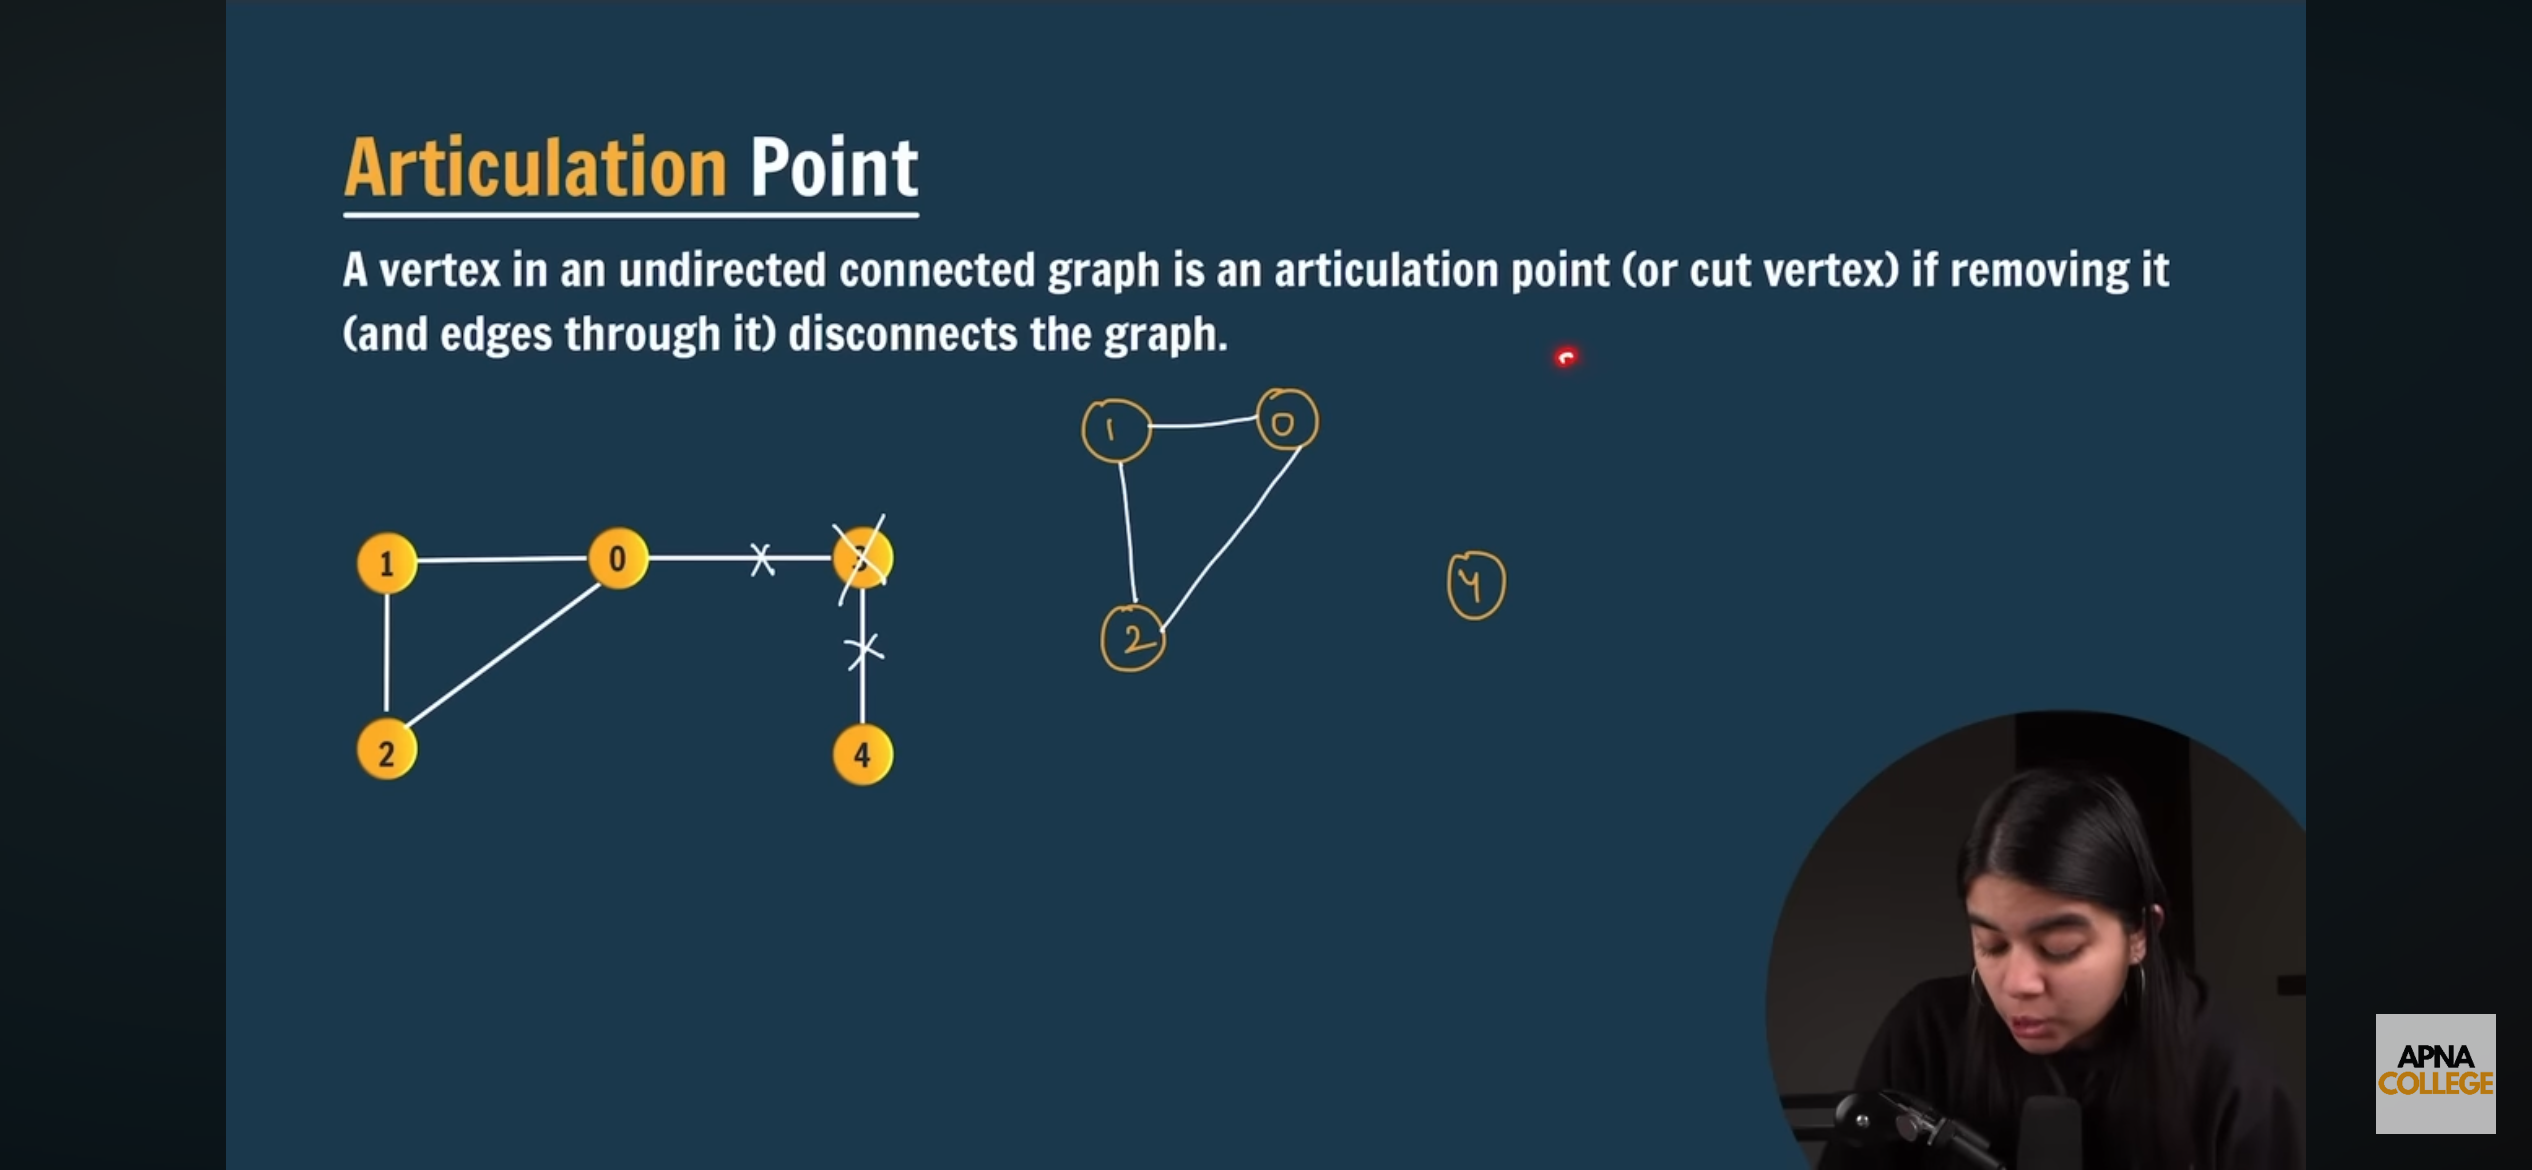 Articulation Point
A vertex in an undirected connected graph is an articulation point (or cut vertex) if removing it
(and edges through it) disconnects the graph.
1 0
1 0 3
4
2
2 4
APNA
COLLEGE